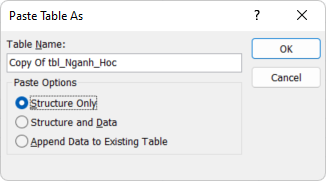 Paste Table As
?
Table Name:
OK
Copy Of tbl_Nganh_Hoc
Cancel
Paste Options
Structure Only
Structure and Data
Append Data to Existing Table